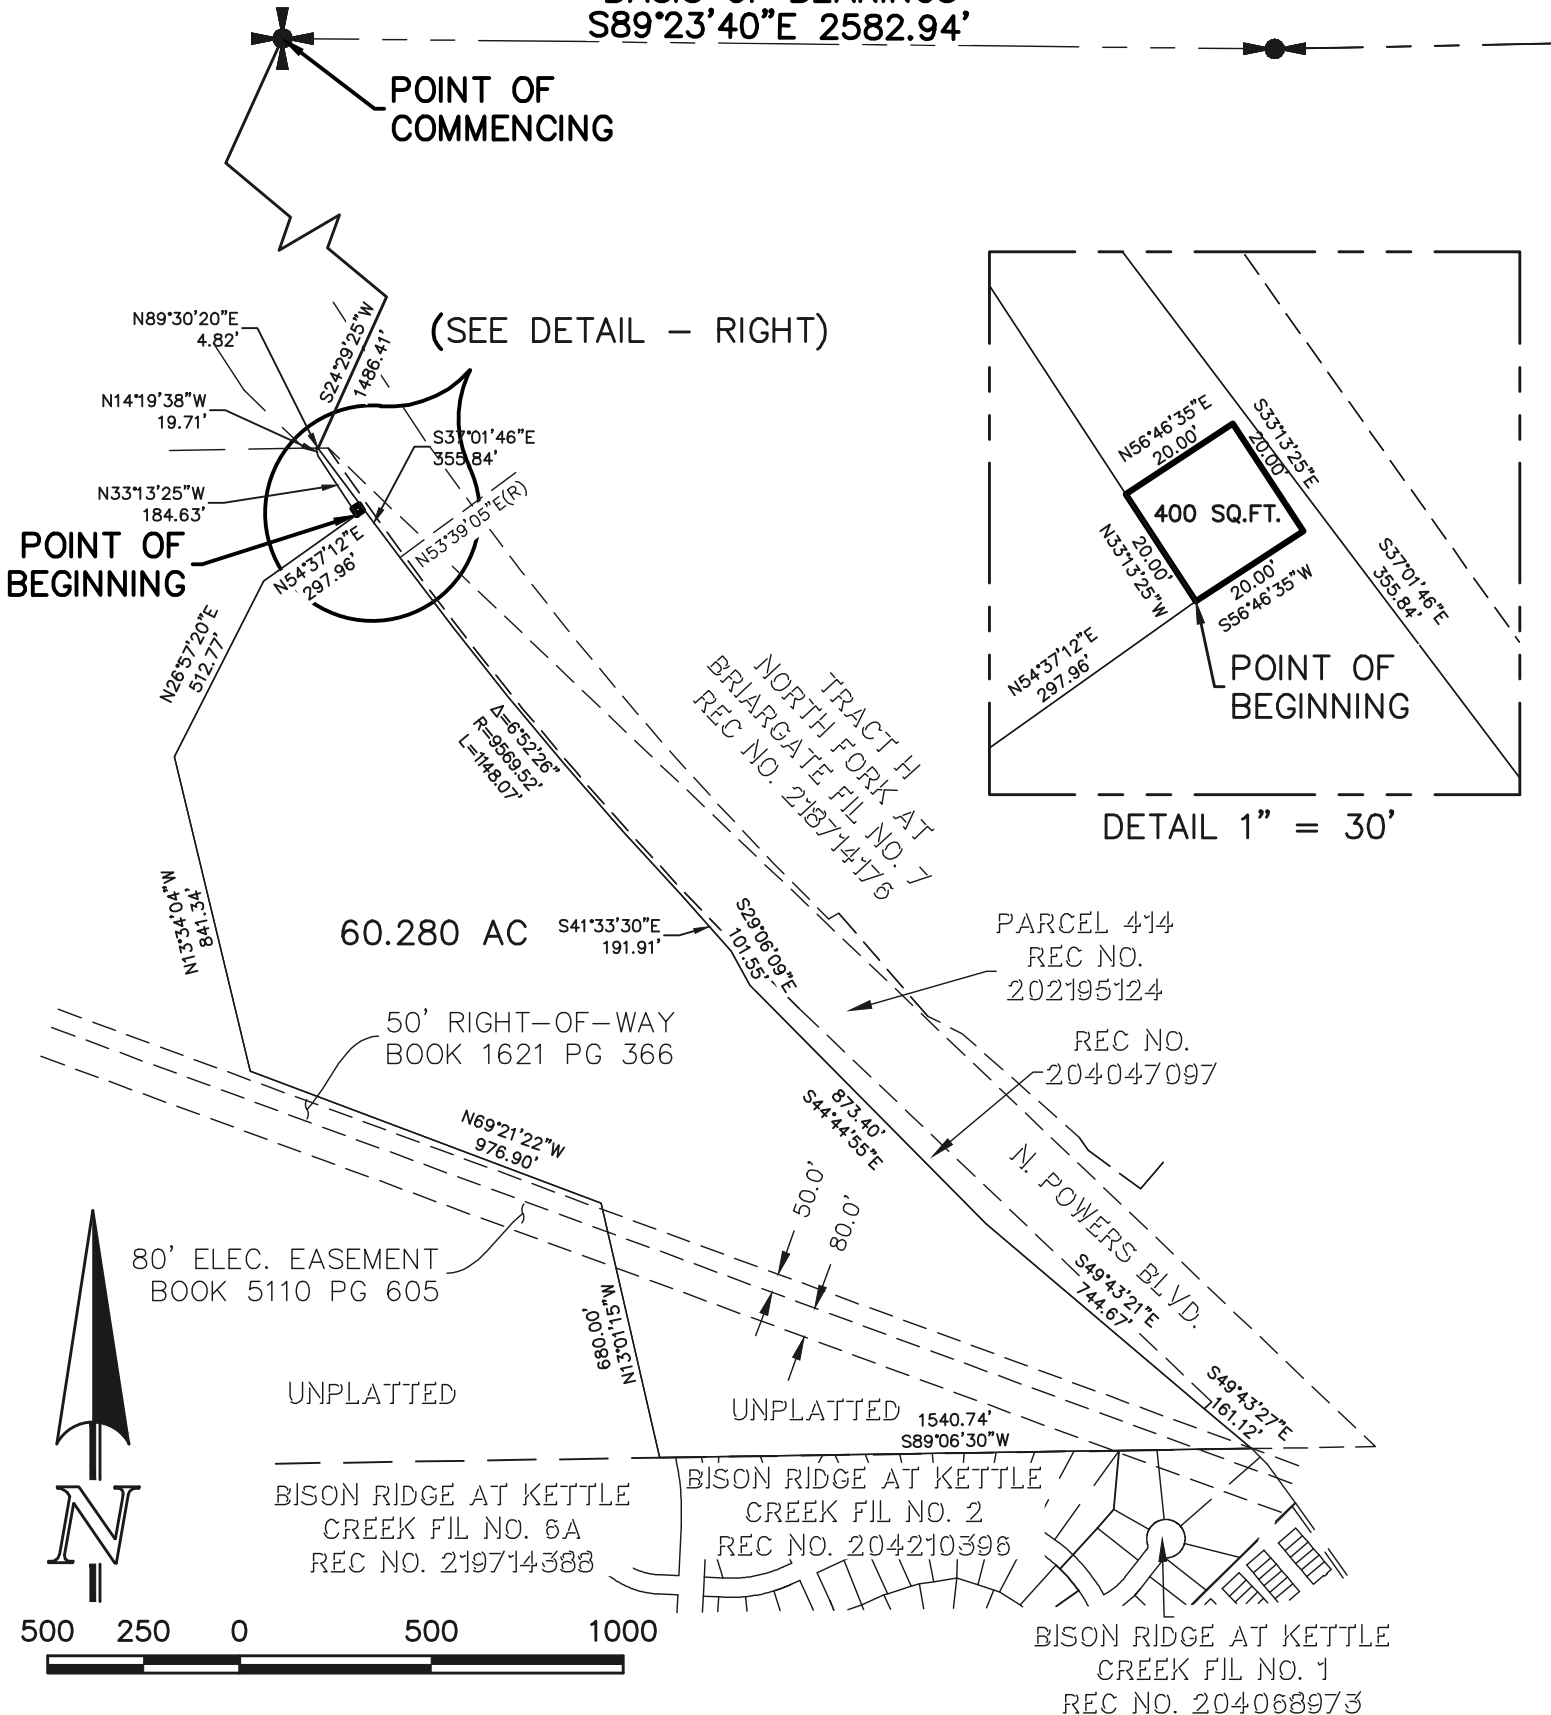 S89°23'40"E 2582.94'
POINT OF
COMMENCING
(SEE DETAIL – RIGHT)
N89°30'20"E
4.82'
S24°29'25"W
1486.41'
N14°19'38"W
19.71'
S37°01'46"E
355.84'
N33°13'25"W
184.63'
POINT OF
BEGINNING
N54°37'12"E
297.96'
N53°39'05"E(R)
N26°57'20"E
512.77'
Δ=6°52'26"
R=9569.52'
L=1148.07'
TRACT H
NORTH FORK AT
BRIARGATE FIL NO. 7
REC NO. 218714176
N56°46'35"E
20.00'
S33°13'25"E
20.00'
400 SQ.FT.
20.00'
N33°13'25"W
20.00'
S56°46'35"W
S37°01'46"E
355.84'
N54°37'12"E
297.96'
POINT OF
BEGINNING
DETAIL 1" = 30'
N13°34'04"W
841.34'
60.280 AC
S41°33'30"E
191.91'
S29°06'09"E
101.55'
PARCEL 414
REC NO.
202195124
50' RIGHT–OF–WAY
BOOK 1621 PG 366
REC NO.
204047097
N69°21'22"W
976.90'
873.40'
S44°44'55"E
N. POWERS BLVD.
50.0'
80.0'
80' ELEC. EASEMENT
BOOK 5110 PG 605
S49°43'21"E
744.67'
N13°01'15"W
680.00'
UNPLATTED
UNPLATTED
S49°43'27"E
161.12'
1540.74'
S89°06'30"W
BISON RIDGE AT KETTLE
CREEK FIL NO. 6A
REC NO. 219714388
BISON RIDGE AT KETTLE
CREEK FIL NO. 2
REC NO. 204210396
N
500 250 0 500 1000
BISON RIDGE AT KETTLE
CREEK FIL NO. 1
REC NO. 204068973